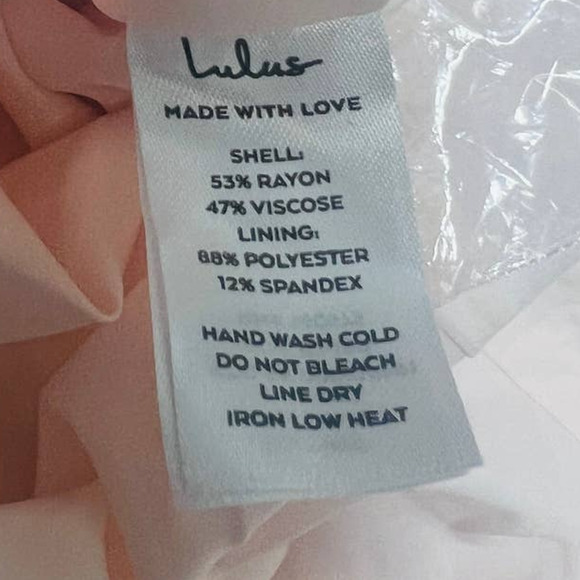 Lulus
MADE WITH LOVE
SHELL:
53% RAYON
47% VISCOSE
LINING:
88% POLYESTER
12% SPANDEX
HAND WASH COLD
DO NOT BLEACH
LINE DRY
IRON LOW HEAT